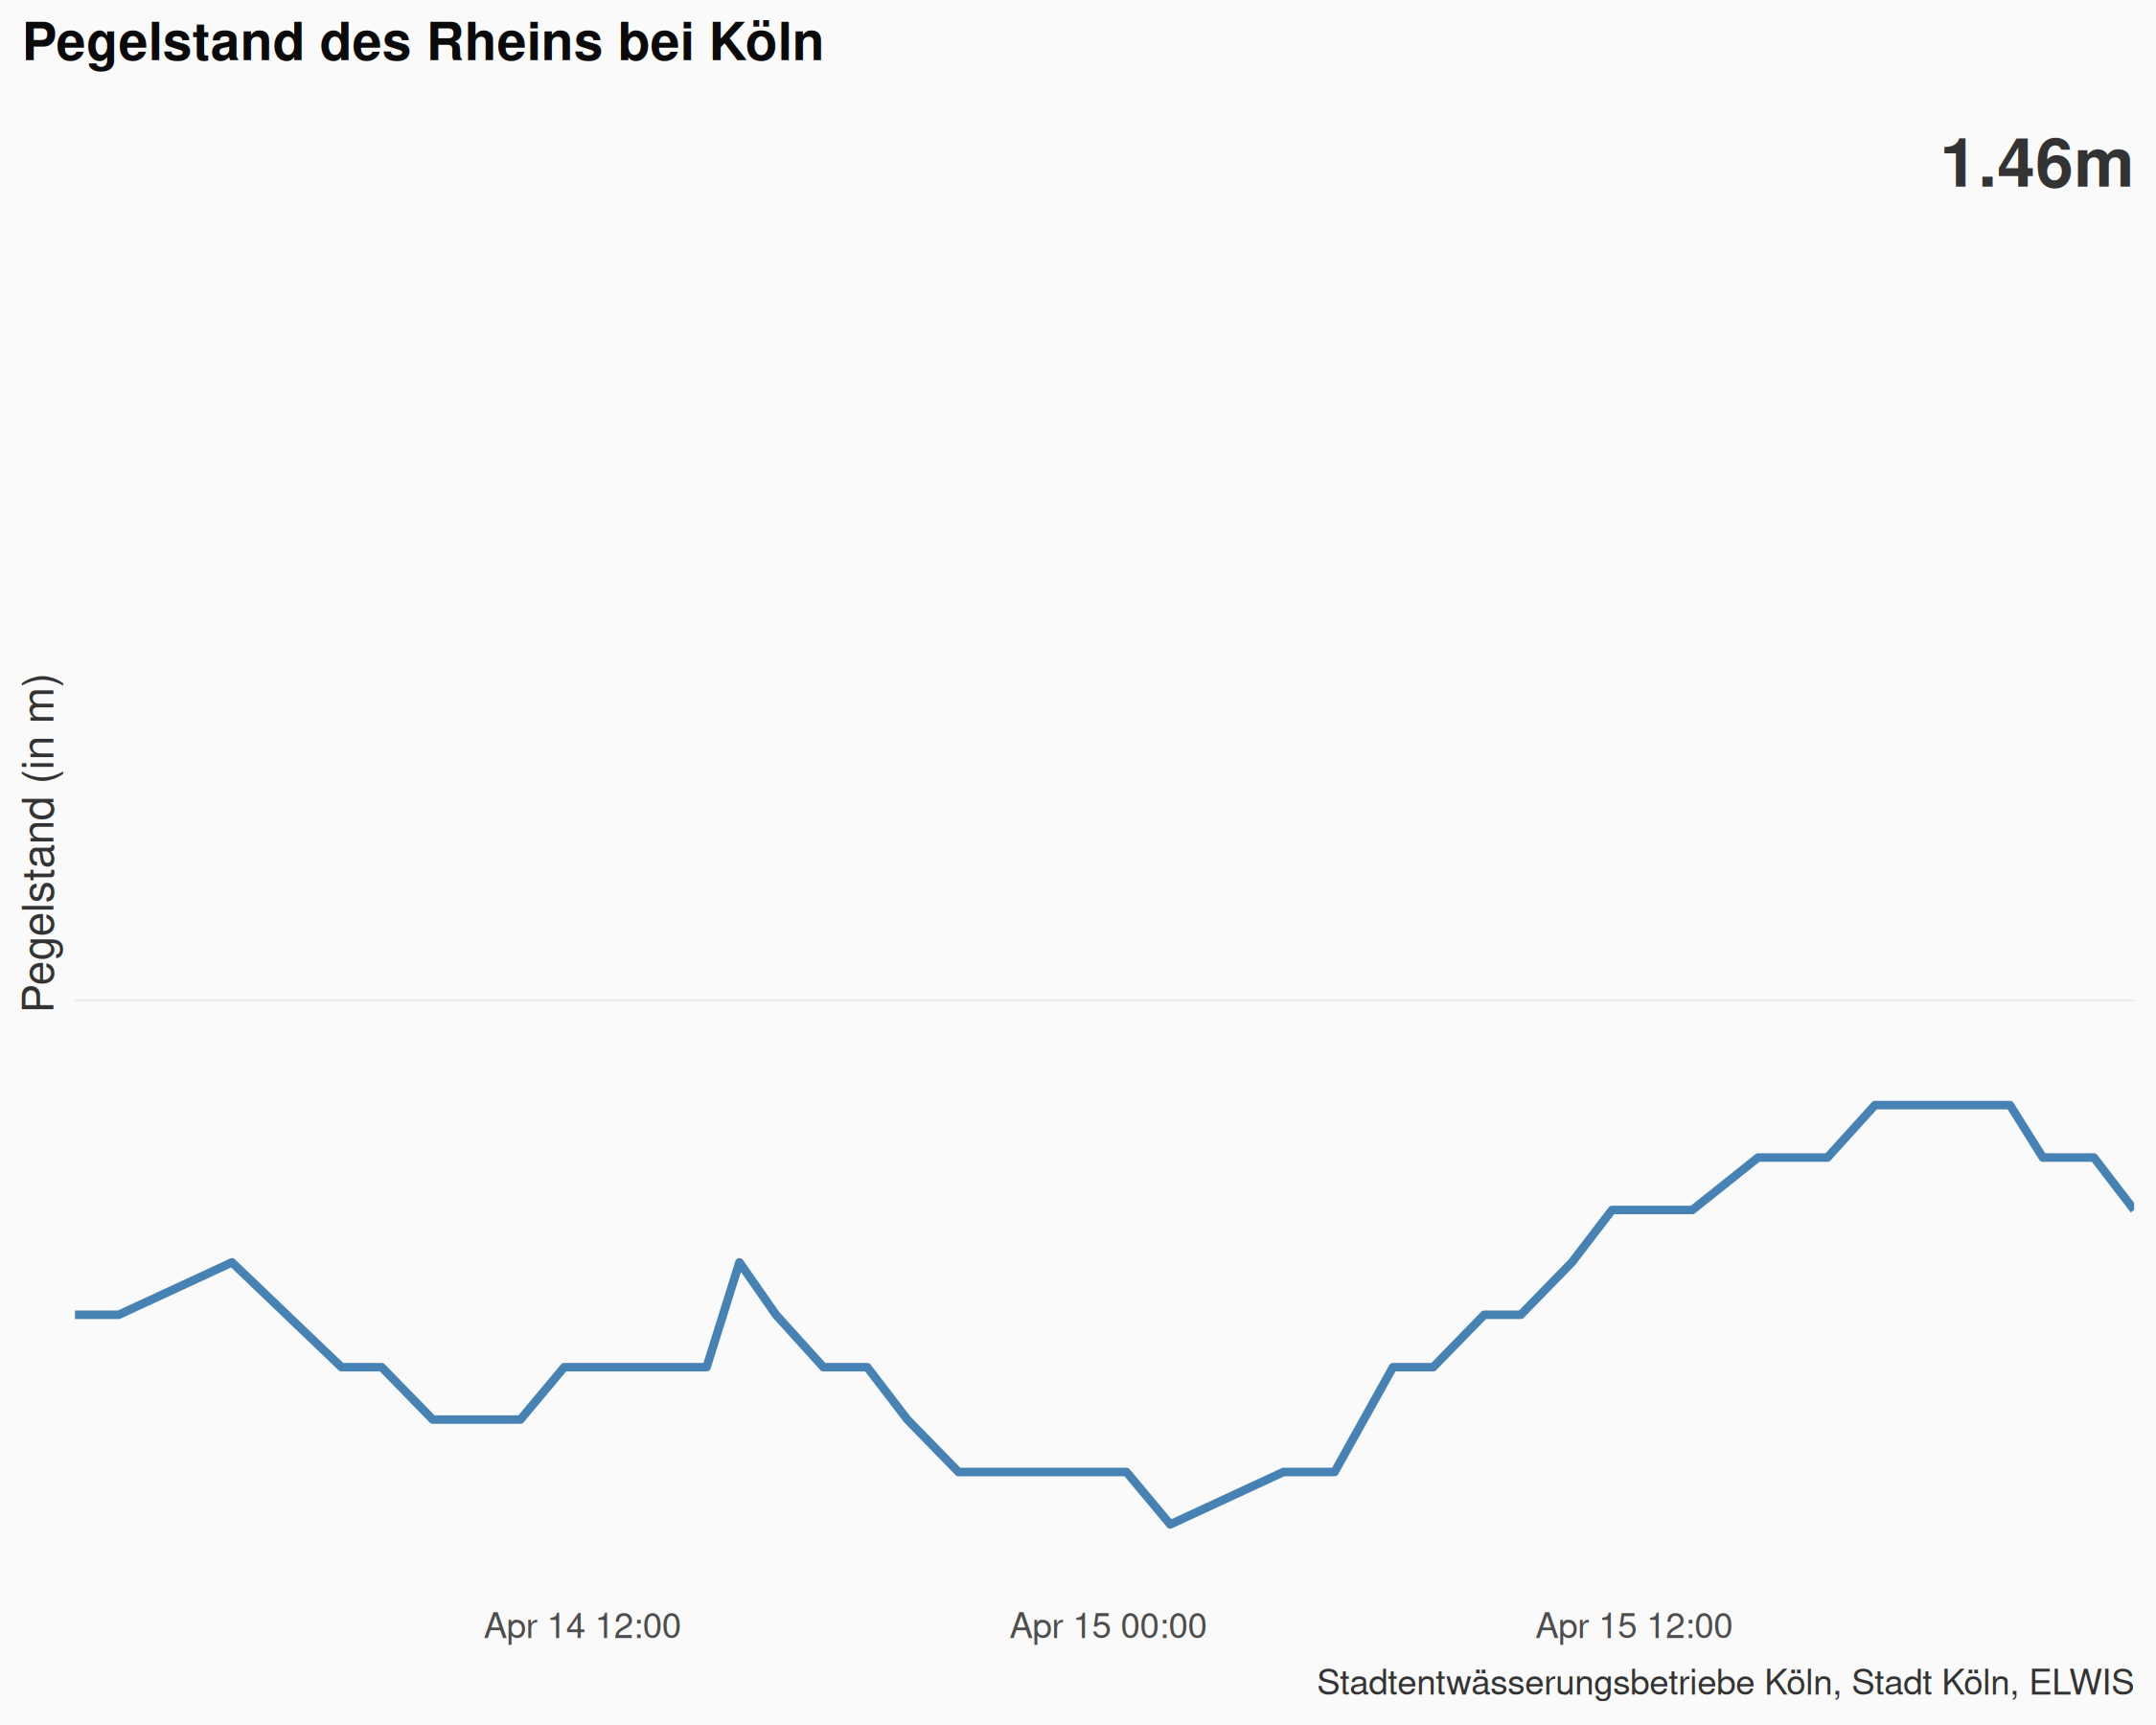 Pegelstand des Rheins bei Köln
1.46m
Pegelstand (in m)
Apr 14 12:00
Apr 15 00:00
Apr 15 12:00
Stadtentwässerungsbetriebe Köln, Stadt Köln, ELWIS